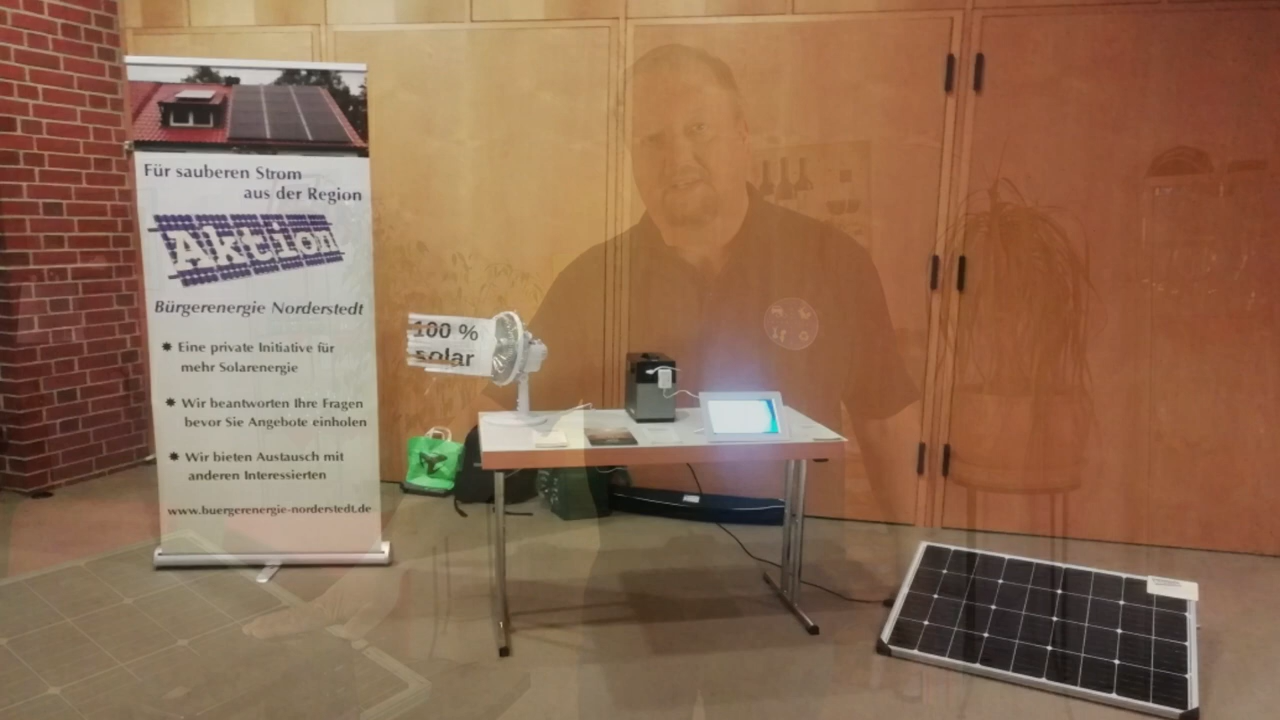 Für sauberen Strom
aus der Region
Aktion
Bürgerenergie Norderstedt
Eine private Initiative für
mehr Solarenergie
Wir beantworten Ihre Fragen
bevor Sie Angebote einholen
Wir bieten Austausch mit
anderen Interessierten
www.buergerenergie-norderstedt.de
100 %
solar